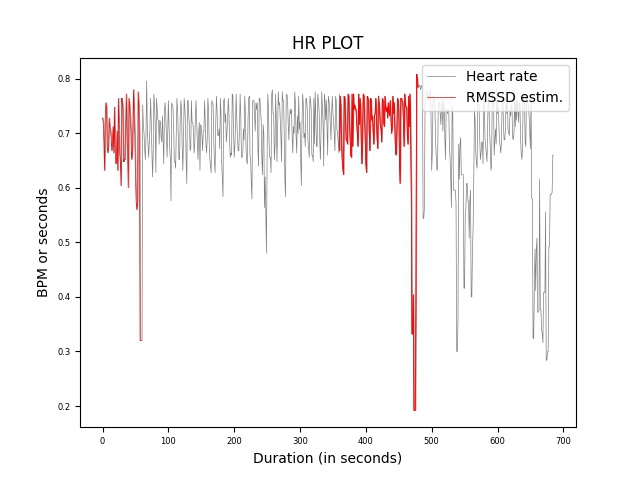 HR PLOT
Heart rate
RMSSD estim.
BPM or seconds
0.8
0.7
0.6
0.5
0.4
0.3
0.2
0 100 200 300 400 500 600 700
Duration (in seconds)